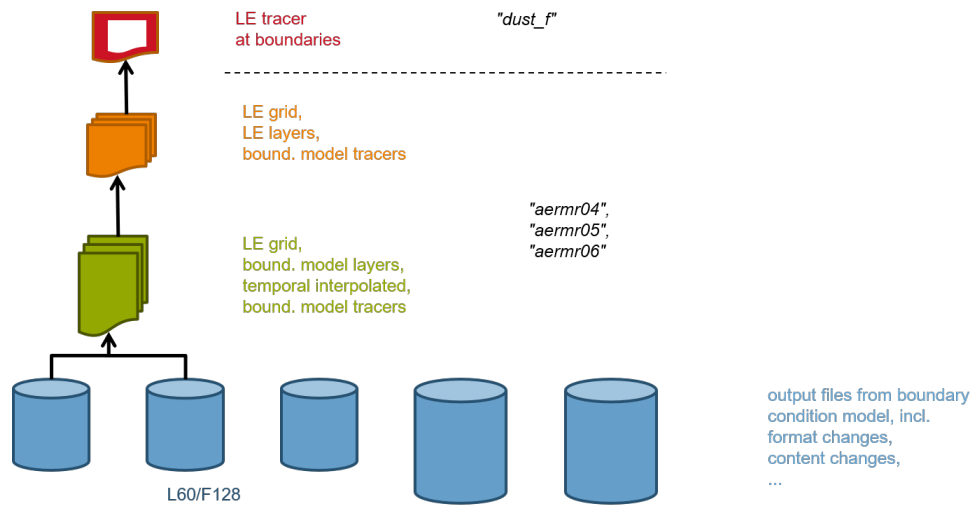 LE tracer
at boundaries
"dust_f"
LE grid,
LE layers,
bound. model tracers
"aermr04",
"aermr05",
"aermr06"
LE grid,
bound. model layers,
temporal interpolated,
bound. model tracers
output files from boundary
condition model, incl.
format changes,
content changes,
...
L60/F128